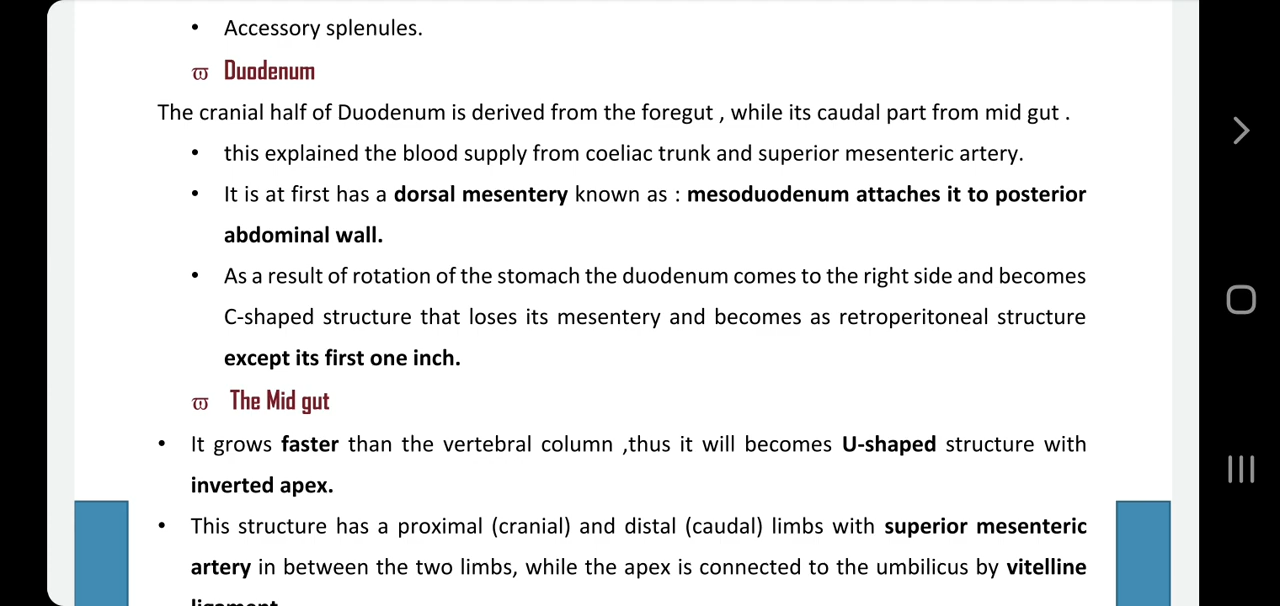 • Accessory splenules.
ϖ Duodenum
The cranial half of Duodenum is derived from the foregut , while its caudal part from mid gut .
• this explained the blood supply from coeliac trunk and superior mesenteric artery.
• It is at first has a dorsal mesentery known as : mesoduodenum attaches it to posterior
abdominal wall.
• As a result of rotation of the stomach the duodenum comes to the right side and becomes
C-shaped structure that loses its mesentery and becomes as retroperitoneal structure
except its first one inch.
ϖ The Mid gut
• It grows faster than the vertebral column ,thus it will becomes U-shaped structure with
inverted apex.
• This structure has a proximal (cranial) and distal (caudal) limbs with superior mesenteric
artery in between the two limbs, while the apex is connected to the umbilicus by vitelline
ligament